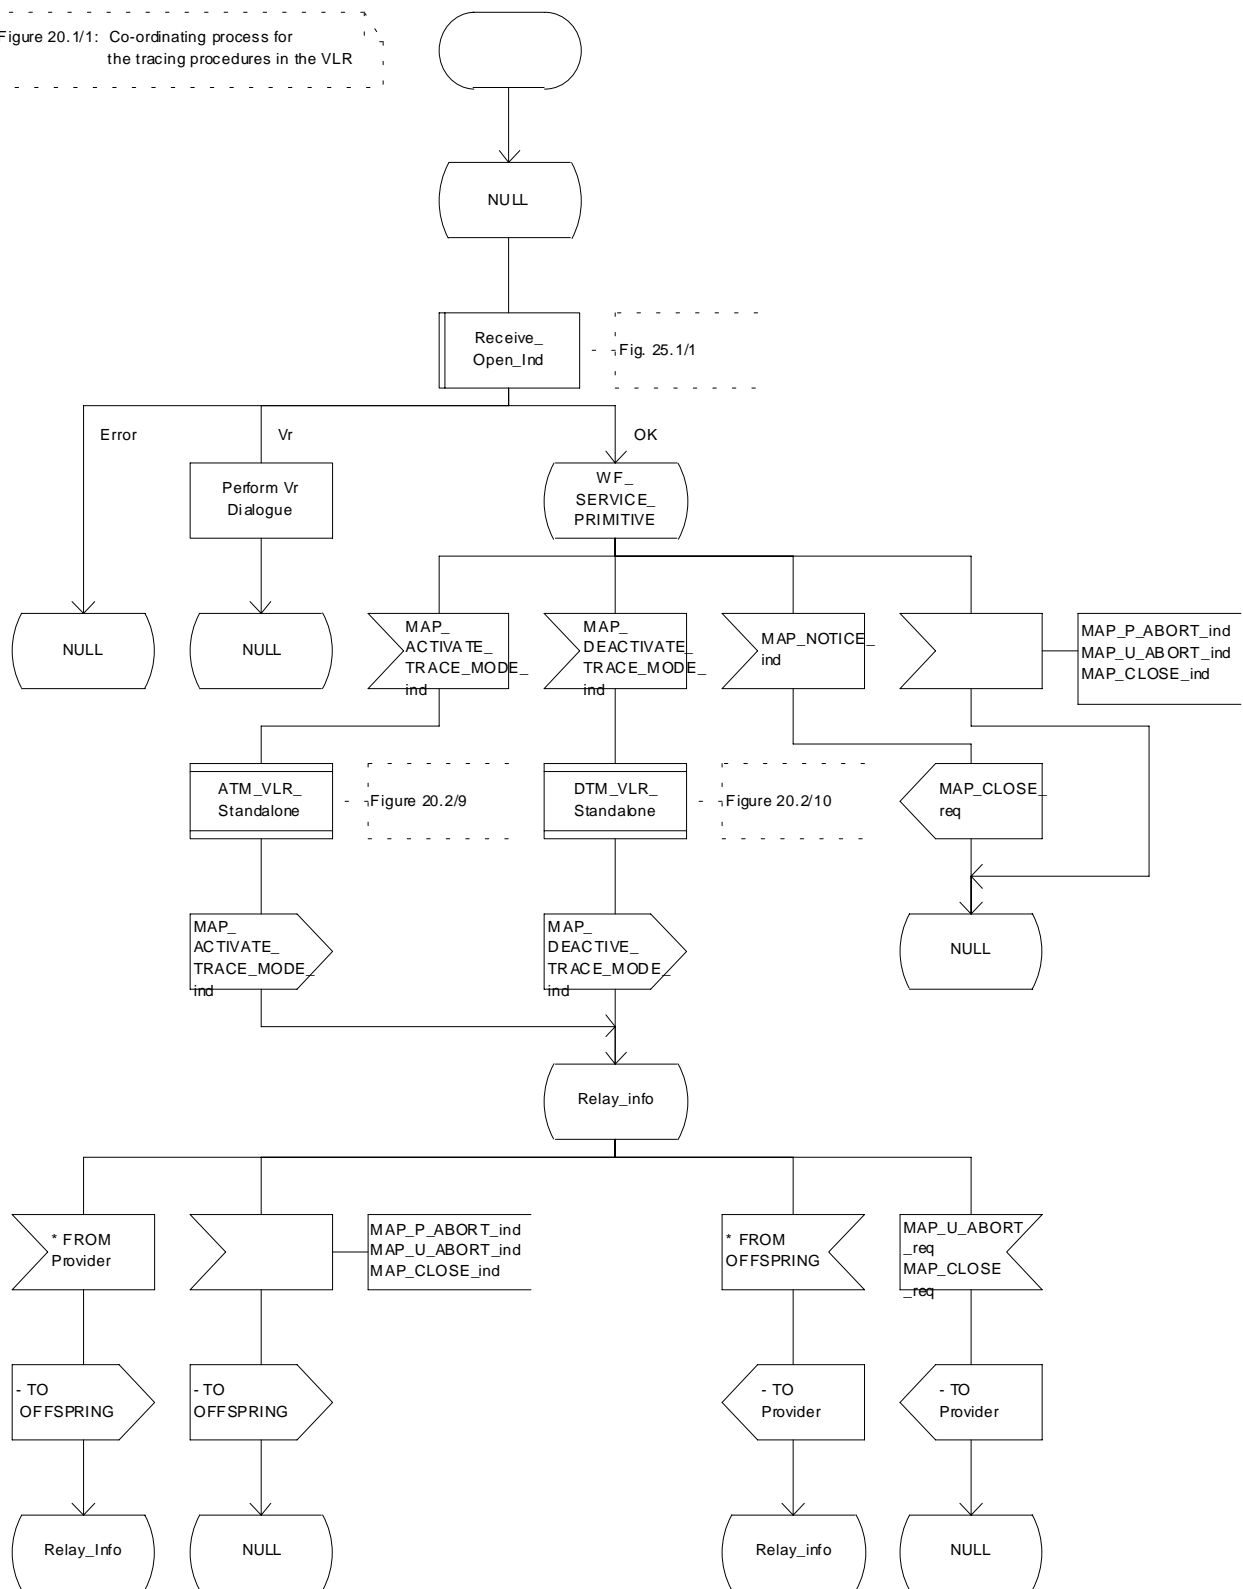 Figure 20.1/1: Co-ordinating process for
the tracing procedures in the VLR
NULL
Receive_
Open_Ind
Fig. 25.1/1
Error
Vr
OK
Perform Vr
Dialogue
WF_
SERVICE_
PRIMITIVE
NULL
NULL
MAP_
ACTIVATE_
TRACE_MODE_
ind
MAP_
DEACTIVATE_
TRACE_MODE_
ind
MAP_NOTICE_
ind
MAP_P_ABORT_ind
MAP_U_ABORT_ind
MAP_CLOSE_ind
ATM_VLR_
Standalone
Figure 20.2/9
DTM_VLR_
Standalone
Figure 20.2/10
MAP_CLOSE_
req
MAP_
ACTIVATE_
TRACE_MODE_
ind
MAP_
DEACTIVE_
TRACE_MODE_
ind
NULL
Relay_info
* FROM
Provider
MAP_P_ABORT_ind
MAP_U_ABORT_ind
MAP_CLOSE_ind
* FROM
OFFSPRING
MAP_U_ABORT
_req
MAP_CLOSE
_req
- TO
OFFSPRING
- TO
OFFSPRING
- TO
Provider
- TO
Provider
Relay_Info
NULL
Relay_info
NULL